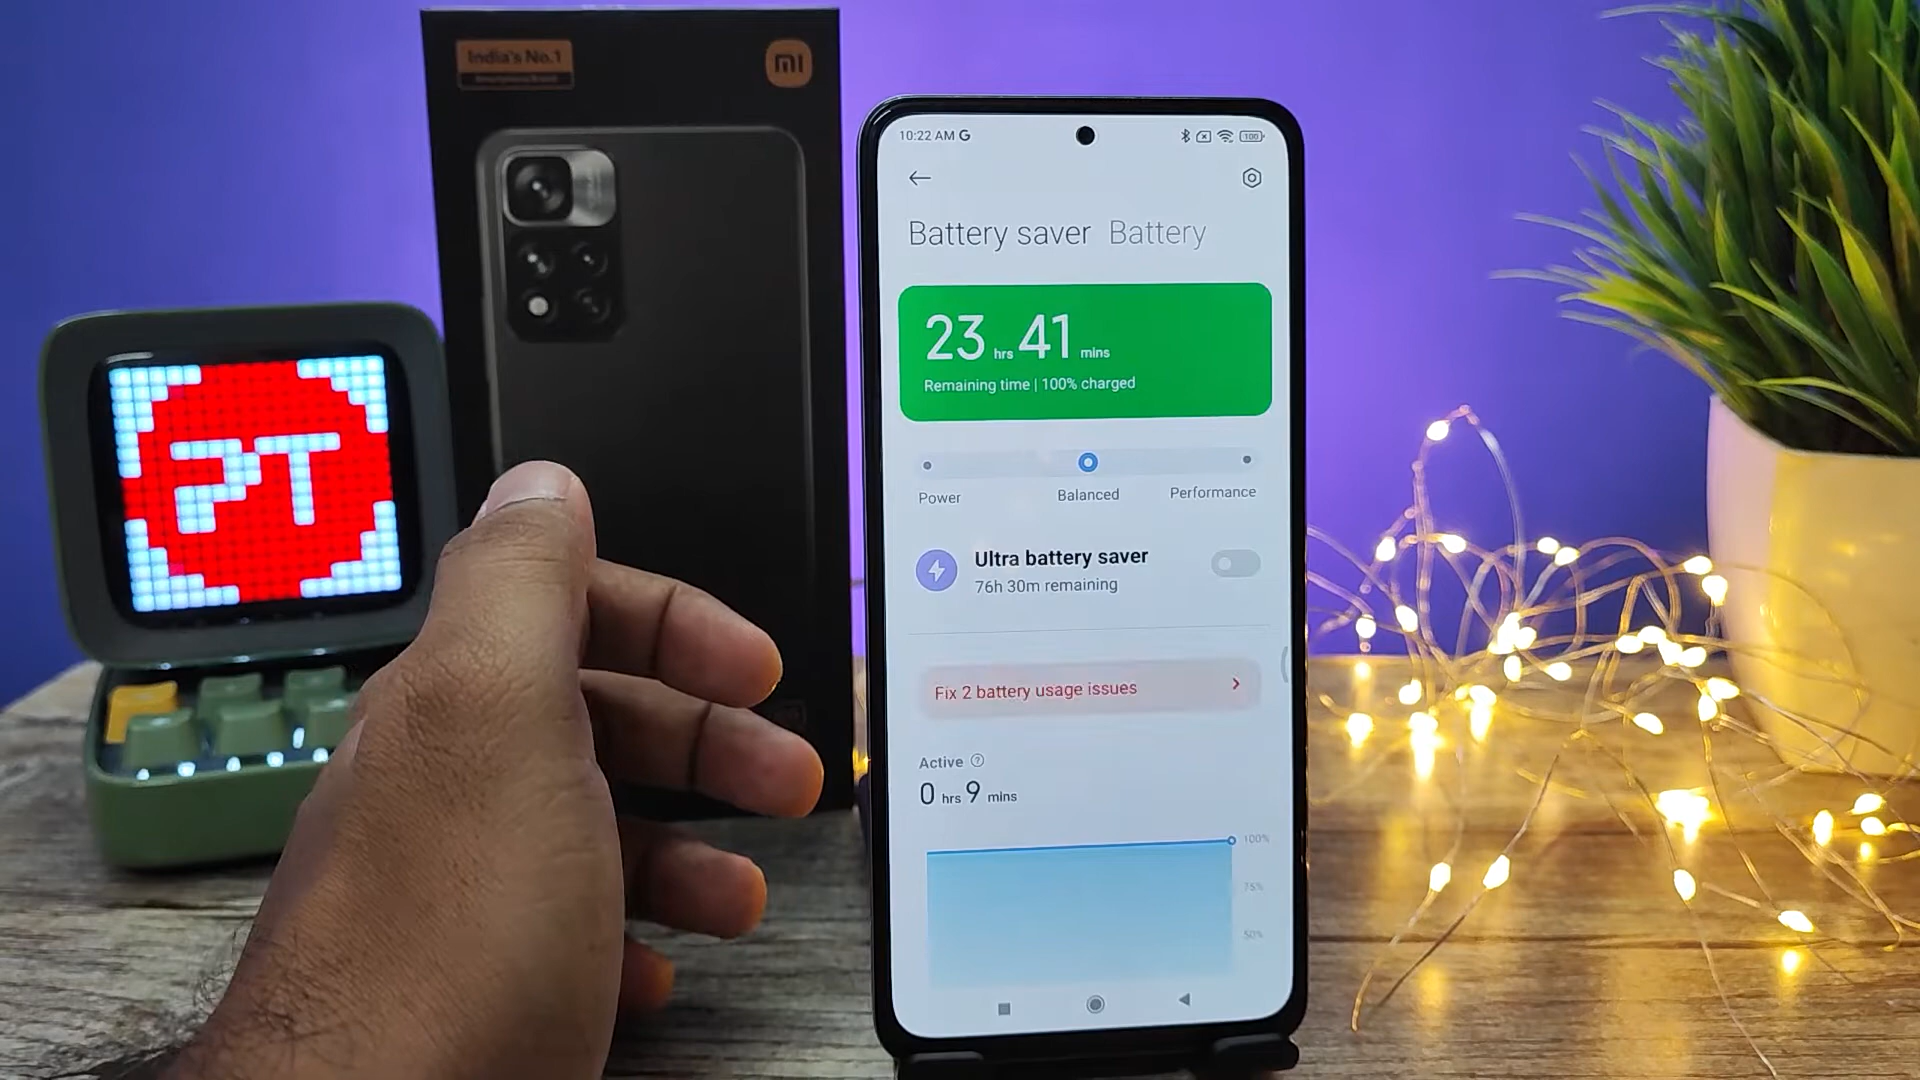 India's No.1
mi
PT
10:22 AM G
100
Battery saver Battery
23 hrs 41 mins
Remaining time | 100% charged
Power Balanced Performance
Ultra battery saver
76h 30m remaining
Fix 2 battery usage issues
Active ?
0 hrs 9 mins
100%
75%
50%